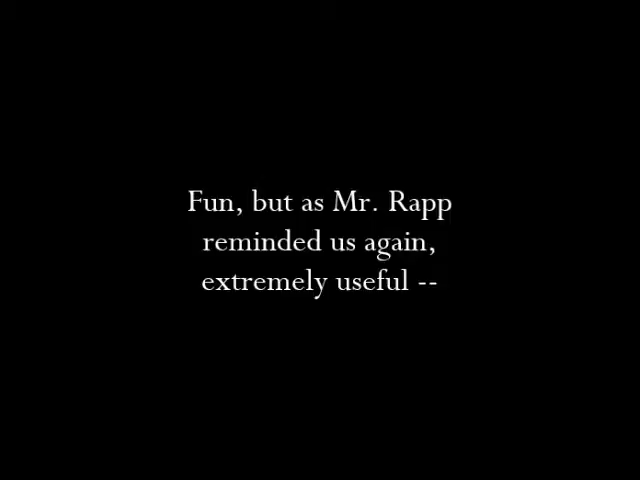 Fun, but as Mr. Rapp
reminded us again,
extremely useful --